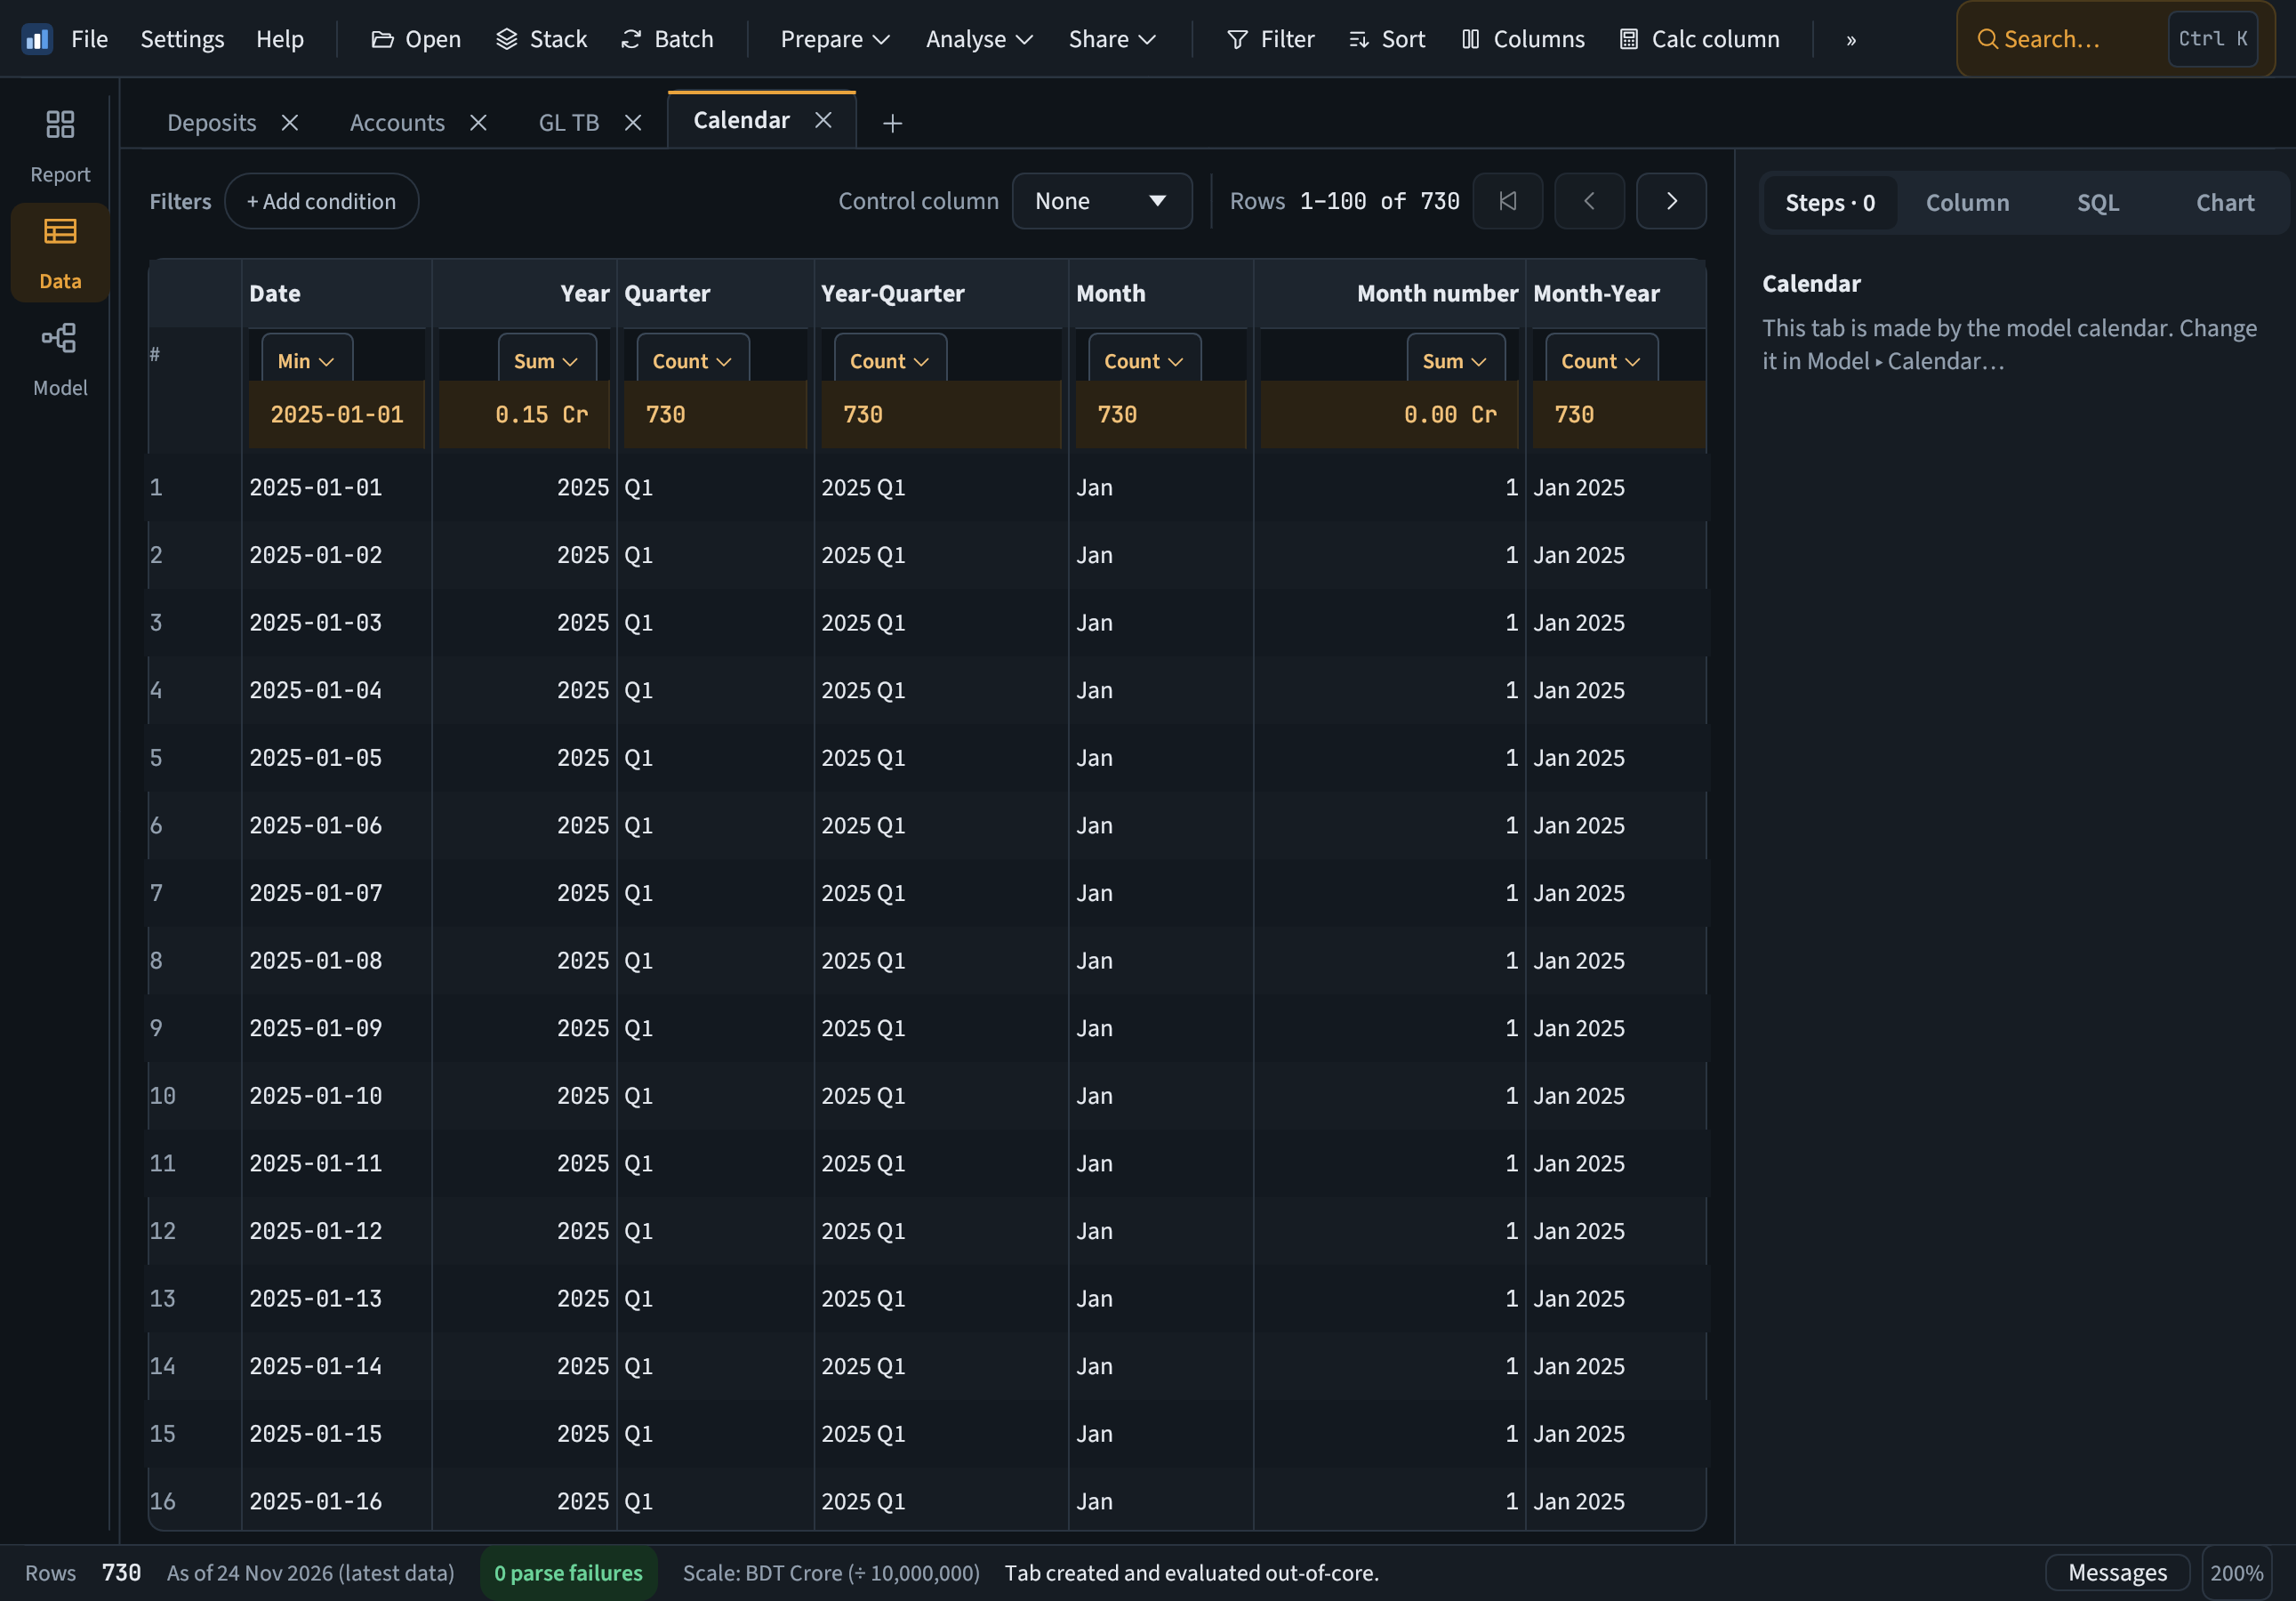 File Settings Help Open Stack Batch Prepare Analyse Share Filter Sort Columns Calc column » Search… Ctrl K
Report
Data
Model
Deposits Accounts GL TB Calendar
Filters + Add condition Control column None Rows 1–100 of 730
Steps · 0 Column SQL Chart
Calendar
This tab is made by the model calendar. Change
it in Model ▸ Calendar…
Date Year Quarter Year-Quarter Month Month number Month-Year
# Min Sum Count Count Count Sum Count
2025-01-01 0.15 Cr 730 730 730 0.00 Cr 730
1 2025-01-01 2025 Q1 2025 Q1 Jan 1 Jan 2025
2 2025-01-02 2025 Q1 2025 Q1 Jan 1 Jan 2025
3 2025-01-03 2025 Q1 2025 Q1 Jan 1 Jan 2025
4 2025-01-04 2025 Q1 2025 Q1 Jan 1 Jan 2025
5 2025-01-05 2025 Q1 2025 Q1 Jan 1 Jan 2025
6 2025-01-06 2025 Q1 2025 Q1 Jan 1 Jan 2025
7 2025-01-07 2025 Q1 2025 Q1 Jan 1 Jan 2025
8 2025-01-08 2025 Q1 2025 Q1 Jan 1 Jan 2025
9 2025-01-09 2025 Q1 2025 Q1 Jan 1 Jan 2025
10 2025-01-10 2025 Q1 2025 Q1 Jan 1 Jan 2025
11 2025-01-11 2025 Q1 2025 Q1 Jan 1 Jan 2025
12 2025-01-12 2025 Q1 2025 Q1 Jan 1 Jan 2025
13 2025-01-13 2025 Q1 2025 Q1 Jan 1 Jan 2025
14 2025-01-14 2025 Q1 2025 Q1 Jan 1 Jan 2025
15 2025-01-15 2025 Q1 2025 Q1 Jan 1 Jan 2025
16 2025-01-16 2025 Q1 2025 Q1 Jan 1 Jan 2025
Rows 730 As of 24 Nov 2026 (latest data) 0 parse failures Scale: BDT Crore (÷ 10,000,000) Tab created and evaluated out-of-core. Messages 200%